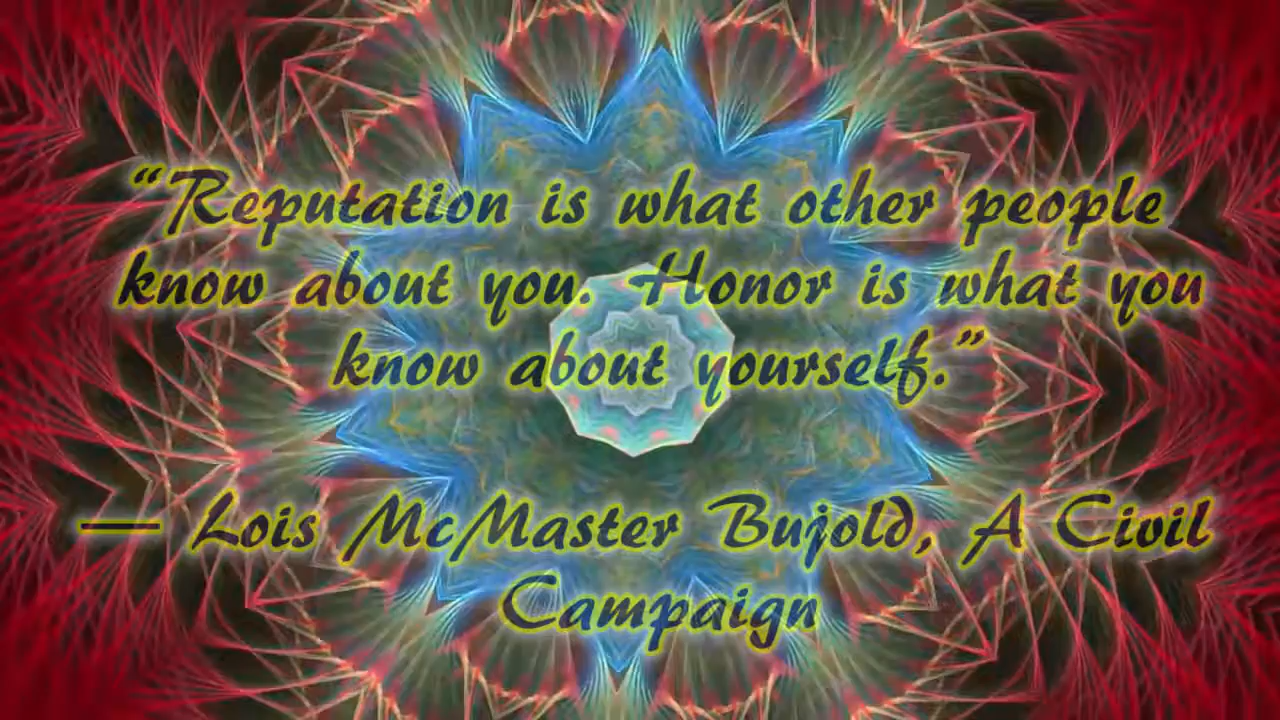 “Reputation is what other people
know about you. Honor is what you
know about yourself.”
— Lois McMaster Bujold, A Civil
Campaign